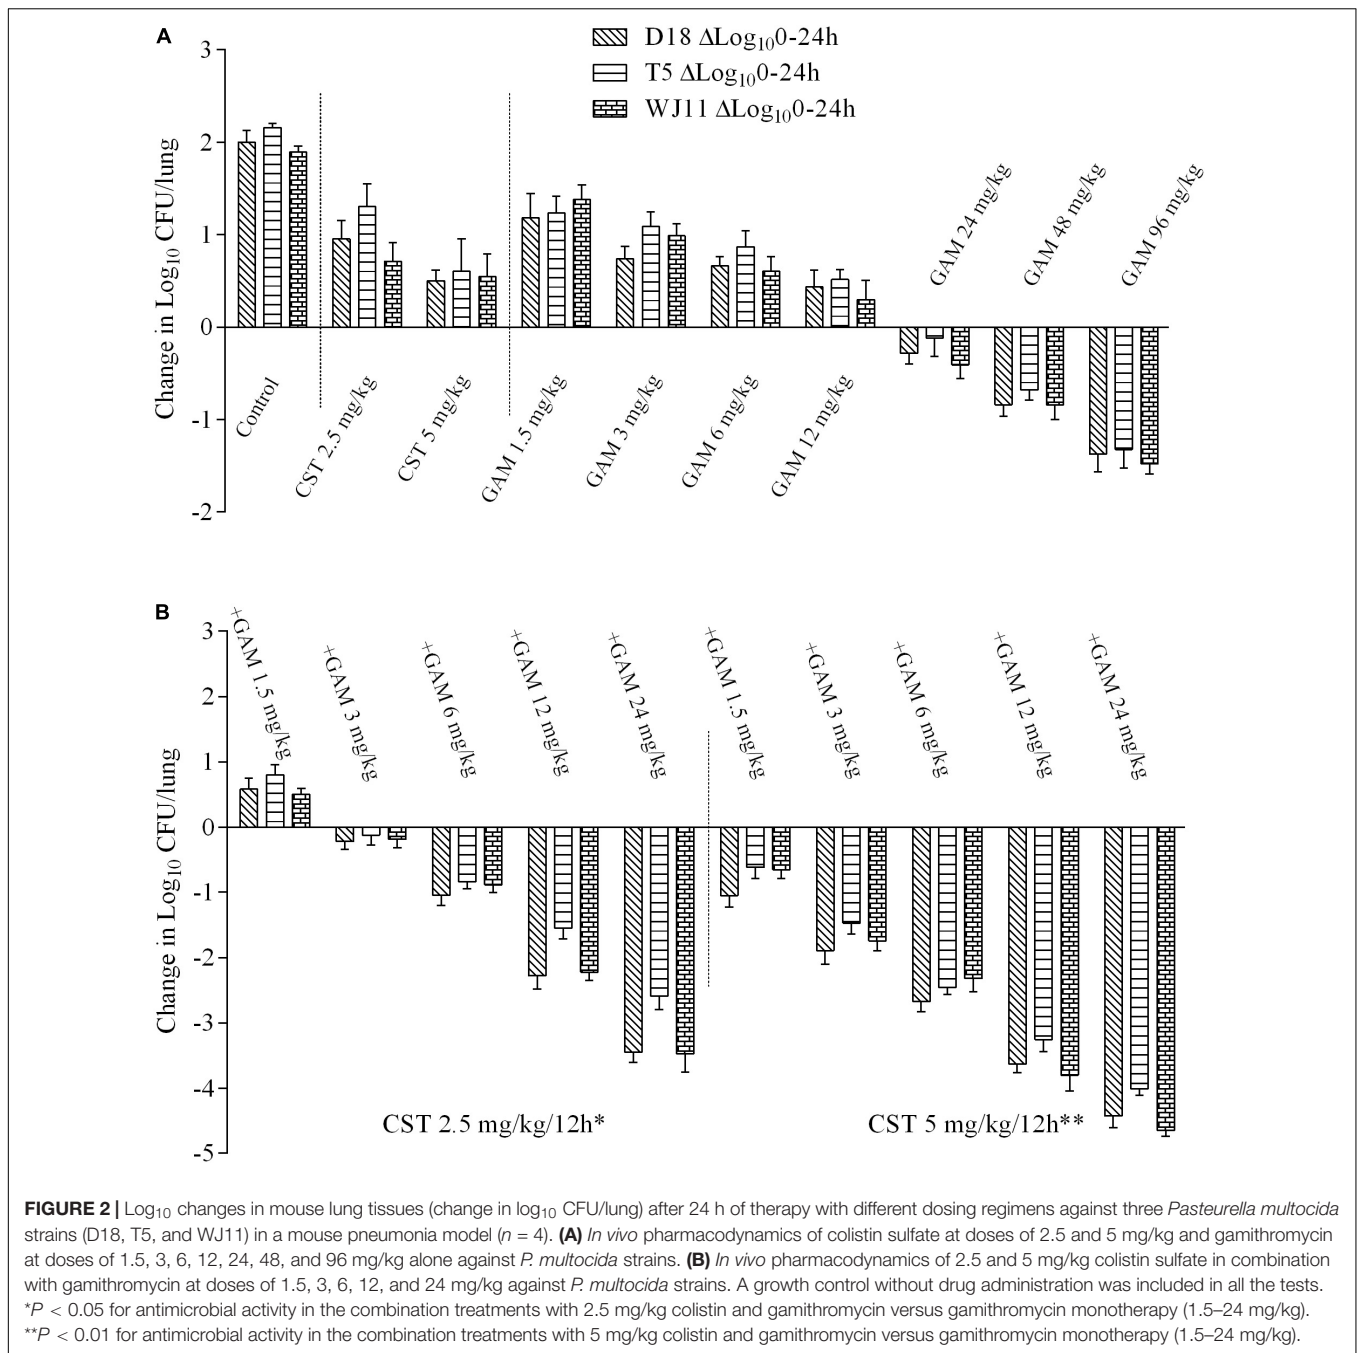 A
D18 ΔLog₁₀0-24h
T5 ΔLog₁₀0-24h
WJ11 ΔLog₁₀0-24h
Change in Log₁₀ CFU/lung
3
2
1
0
-1
-2
Control
CST 2.5 mg/kg
CST 5 mg/kg
GAM 1.5 mg/kg
GAM 3 mg/kg
GAM 6 mg/kg
GAM 12 mg/kg
GAM 24 mg/kg
GAM 48 mg/kg
GAM 96 mg/kg
B
Change in Log₁₀ CFU/lung
3
2
1
0
-1
-2
-3
-4
-5
+GAM 1.5 mg/kg
+GAM 3 mg/kg
+GAM 6 mg/kg
+GAM 12 mg/kg
+GAM 24 mg/kg
+GAM 1.5 mg/kg
+GAM 3 mg/kg
+GAM 6 mg/kg
+GAM 12 mg/kg
+GAM 24 mg/kg
CST 2.5 mg/kg/12h*
CST 5 mg/kg/12h**
FIGURE 2 | Log₁₀ changes in mouse lung tissues (change in log₁₀ CFU/lung) after 24 h of therapy with different dosing regimens against three Pasteurella multocida
strains (D18, T5, and WJ11) in a mouse pneumonia model (n = 4). (A) In vivo pharmacodynamics of colistin sulfate at doses of 2.5 and 5 mg/kg and gamithromycin
at doses of 1.5, 3, 6, 12, 24, 48, and 96 mg/kg alone against P. multocida strains. (B) In vivo pharmacodynamics of 2.5 and 5 mg/kg colistin sulfate in combination
with gamithromycin at doses of 1.5, 3, 6, 12, and 24 mg/kg against P. multocida strains. A growth control without drug administration was included in all the tests.
*P < 0.05 for antimicrobial activity in the combination treatments with 2.5 mg/kg colistin and gamithromycin versus gamithromycin monotherapy (1.5–24 mg/kg).
**P < 0.01 for antimicrobial activity in the combination treatments with 5 mg/kg colistin and gamithromycin versus gamithromycin monotherapy (1.5–24 mg/kg).